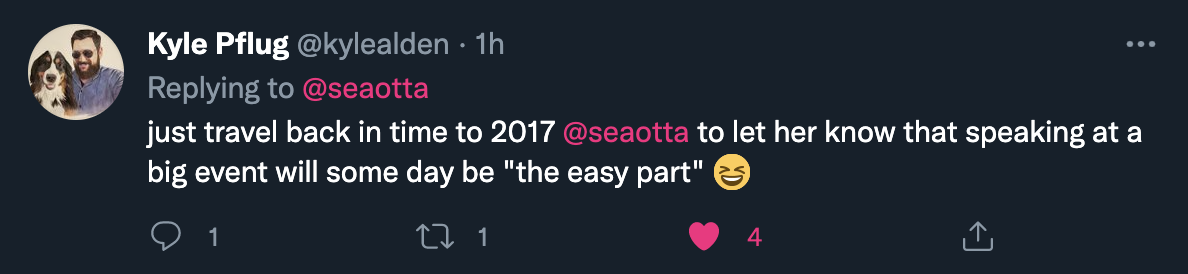 Kyle Pflug @kylealden · 1h
Replying to @seaotta
just travel back in time to 2017 @seaotta to let her know that speaking at a
big event will some day be "the easy part" 😆
1 1 4